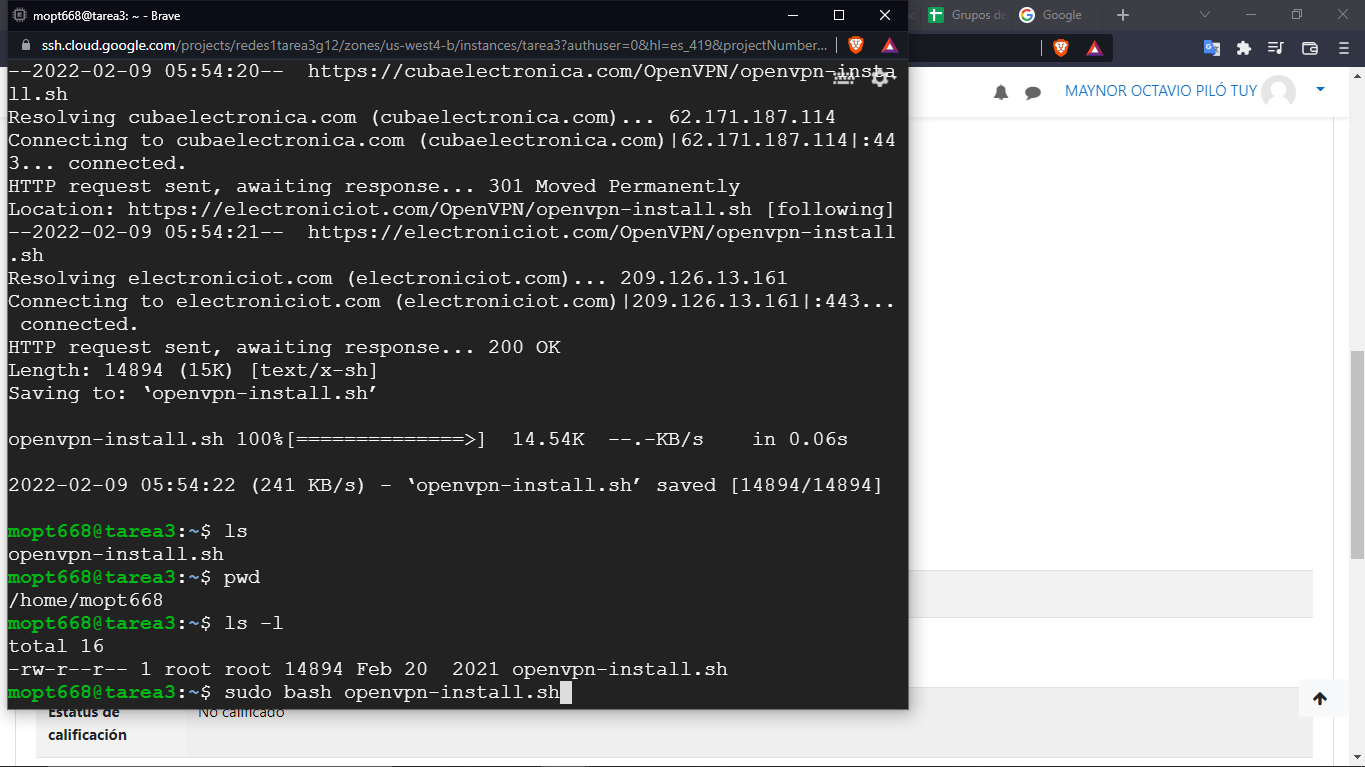 mopt668@tarea3: ~ - Brave
Grupos de
Google
ssh.cloud.google.com/projects/redes1tarea3g12/zones/us-west4-b/instances/tarea3?authuser=0&hl=es_419&projectNumber...
MAYNOR OCTAVIO PILÓ TUY
--2022-02-09 05:54:20--  https://cubaelectronica.com/OpenVPN/openvpn-insta
ll.sh
Resolving cubaelectronica.com (cubaelectronica.com)... 62.171.187.114
Connecting to cubaelectronica.com (cubaelectronica.com)|62.171.187.114|:44
3... connected.
HTTP request sent, awaiting response... 301 Moved Permanently
Location: https://electroniciot.com/OpenVPN/openvpn-install.sh [following]
--2022-02-09 05:54:21--  https://electroniciot.com/OpenVPN/openvpn-install
.sh
Resolving electroniciot.com (electroniciot.com)... 209.126.13.161
Connecting to electroniciot.com (electroniciot.com)|209.126.13.161|:443...
 connected.
HTTP request sent, awaiting response... 200 OK
Length: 14894 (15K) [text/x-sh]
Saving to: ‘openvpn-install.sh’
openvpn-install.sh 100%[==============>]  14.54K  --.-KB/s    in 0.06s
2022-02-09 05:54:22 (241 KB/s) - ‘openvpn-install.sh’ saved [14894/14894]
mopt668@tarea3:~$ ls
openvpn-install.sh
mopt668@tarea3:~$ pwd
/home/mopt668
mopt668@tarea3:~$ ls -l
total 16
-rw-r--r-- 1 root root 14894 Feb 20  2021 openvpn-install.sh
mopt668@tarea3:~$ sudo bash openvpn-install.sh
Estatus de
calificación
No calificado